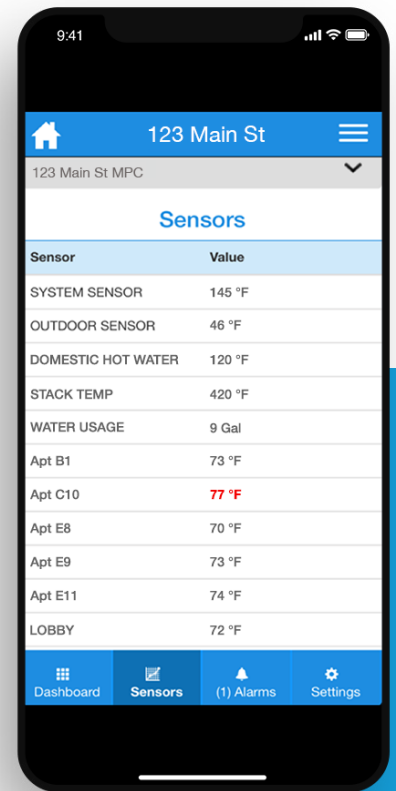 9:41
123 Main St
123 Main St MPC
Sensors
Sensor Value
SYSTEM SENSOR 145 °F
OUTDOOR SENSOR 46 °F
DOMESTIC HOT WATER 120 °F
STACK TEMP 420 °F
WATER USAGE 9 Gal
Apt B1 73 °F
Apt C10 77 °F
Apt E8 70 °F
Apt E9 73 °F
Apt E11 74 °F
LOBBY 72 °F
Dashboard Sensors (1) Alarms Settings